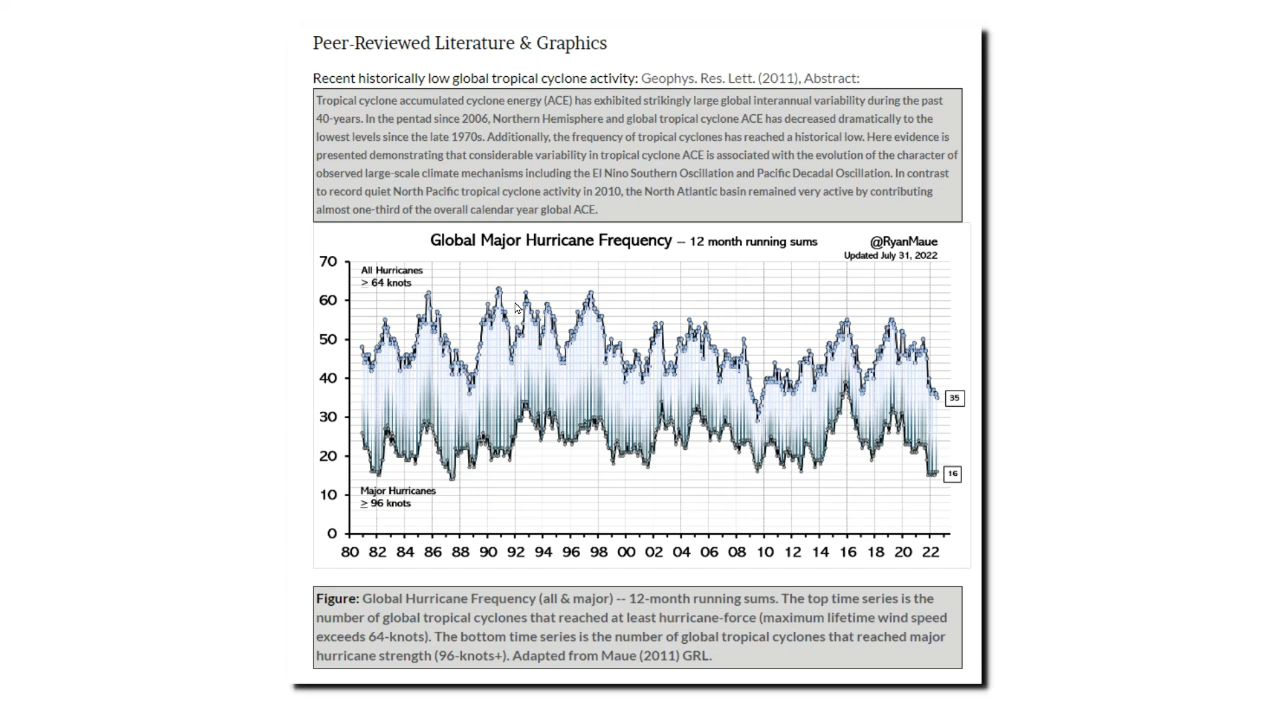 Peer-Reviewed Literature & Graphics
Recent historically low global tropical cyclone activity: Geophys. Res. Lett. (2011), Abstract:
Tropical cyclone accumulated cyclone energy (ACE) has exhibited strikingly large global interannual variability during the past
40-years. In the pentad since 2006, Northern Hemisphere and global tropical cyclone ACE has decreased dramatically to the
lowest levels since the late 1970s. Additionally, the frequency of tropical cyclones has reached a historical low. Here evidence is
presented demonstrating that considerable variability in tropical cyclone ACE is associated with the evolution of the character of
observed large-scale climate mechanisms including the El Nino Southern Oscillation and Pacific Decadal Oscillation. In contrast
to record quiet North Pacific tropical cyclone activity in 2010, the North Atlantic basin remained very active by contributing
almost one-third of the overall calendar year global ACE.
Global Major Hurricane Frequency – 12 month running sums
@RyanMaue
Updated July 31, 2022
All Hurricanes
≥ 64 knots
70
60
50
40
30
20
10
0
35
16
Major Hurricanes
≥ 96 knots
80 82 84 86 88 90 92 94 96 98 00 02 04 06 08 10 12 14 16 18 20 22
Figure: Global Hurricane Frequency (all & major) -- 12-month running sums. The top time series is the
number of global tropical cyclones that reached at least hurricane-force (maximum lifetime wind speed
exceeds 64-knots). The bottom time series is the number of global tropical cyclones that reached major
hurricane strength (96-knots+). Adapted from Maue (2011) GRL.